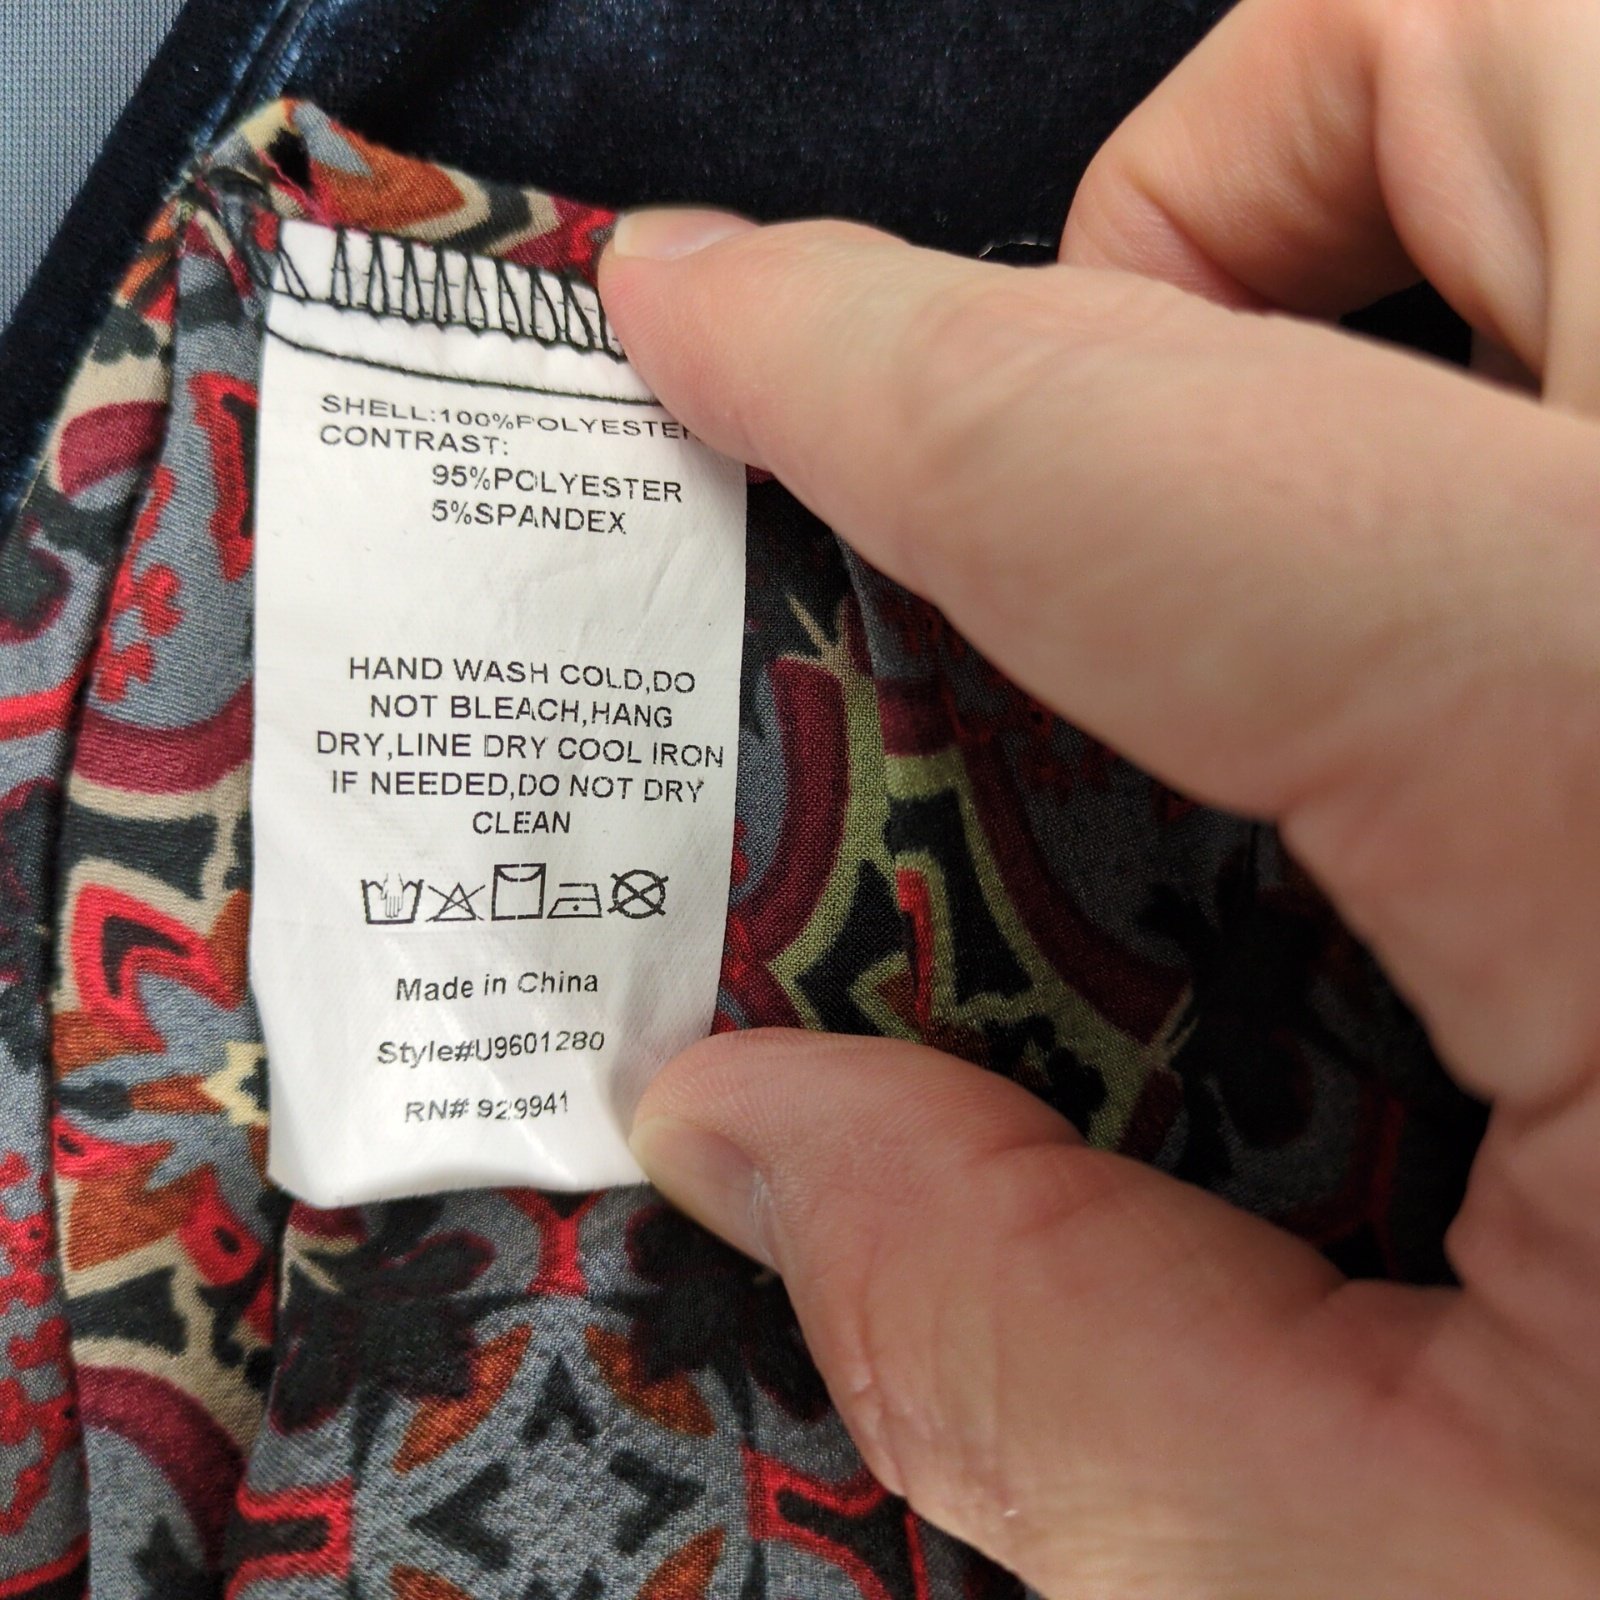 SHELL:100%POLYESTER
CONTRAST:
95%POLYESTER
5%SPANDEX
HAND WASH COLD,DO
NOT BLEACH,HANG
DRY,LINE DRY COOL IRON
IF NEEDED,DO NOT DRY
CLEAN
Made in China
Style#U9601280
RN# 929941